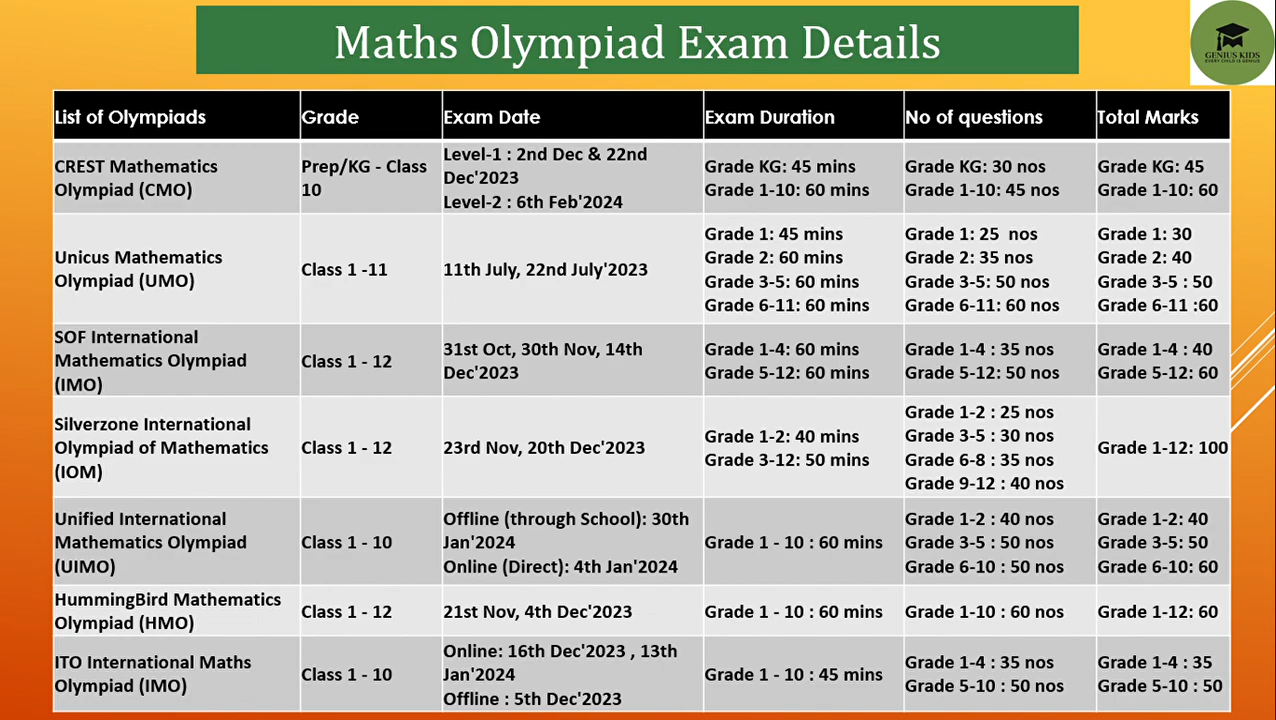 Maths Olympiad Exam Details
GENIUS KIDS
EVERY CHILD IS GENIUS
List of Olympiads
Grade
Exam Date
Exam Duration
No of questions
Total Marks
CREST Mathematics
Olympiad (CMO)
Prep/KG - Class
10
Level-1 : 2nd Dec & 22nd
Dec'2023
Level-2 : 6th Feb'2024
Grade KG: 45 mins
Grade 1-10: 60 mins
Grade KG: 30 nos
Grade 1-10: 45 nos
Grade KG: 45
Grade 1-10: 60
Unicus Mathematics
Olympiad (UMO)
Class 1 -11
11th July, 22nd July'2023
Grade 1: 45 mins
Grade 2: 60 mins
Grade 3-5: 60 mins
Grade 6-11: 60 mins
Grade 1: 25 nos
Grade 2: 35 nos
Grade 3-5: 50 nos
Grade 6-11: 60 nos
Grade 1: 30
Grade 2: 40
Grade 3-5 : 50
Grade 6-11 :60
SOF International
Mathematics Olympiad
(IMO)
Class 1 - 12
31st Oct, 30th Nov, 14th
Dec'2023
Grade 1-4: 60 mins
Grade 5-12: 60 mins
Grade 1-4 : 35 nos
Grade 5-12: 50 nos
Grade 1-4 : 40
Grade 5-12: 60
Silverzone International
Olympiad of Mathematics
(IOM)
Class 1 - 12
23rd Nov, 20th Dec'2023
Grade 1-2: 40 mins
Grade 3-12: 50 mins
Grade 1-2 : 25 nos
Grade 3-5 : 30 nos
Grade 6-8 : 35 nos
Grade 9-12 : 40 nos
Grade 1-12: 100
Unified International
Mathematics Olympiad
(UIMO)
Class 1 - 10
Offline (through School): 30th
Jan'2024
Online (Direct): 4th Jan'2024
Grade 1 - 10 : 60 mins
Grade 1-2 : 40 nos
Grade 3-5 : 50 nos
Grade 6-10 : 50 nos
Grade 1-2: 40
Grade 3-5: 50
Grade 6-10: 60
HummingBird Mathematics
Olympiad (HMO)
Class 1 - 12
21st Nov, 4th Dec'2023
Grade 1 - 10 : 60 mins
Grade 1-10 : 60 nos
Grade 1-12: 60
ITO International Maths
Olympiad (IMO)
Class 1 - 10
Online: 16th Dec'2023 , 13th
Jan'2024
Offline : 5th Dec'2023
Grade 1 - 10 : 45 mins
Grade 1-4 : 35 nos
Grade 5-10 : 50 nos
Grade 1-4 : 35
Grade 5-10 : 50